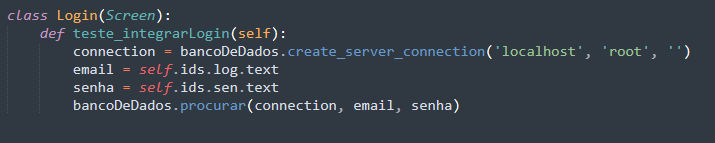 class Login(Screen):
def teste_integrarLogin(self):
connection = bancoDeDados.create_server_connection('localhost', 'root', '')
email = self.ids.log.text
senha = self.ids.sen.text
bancoDeDados.procurar(connection, email, senha)